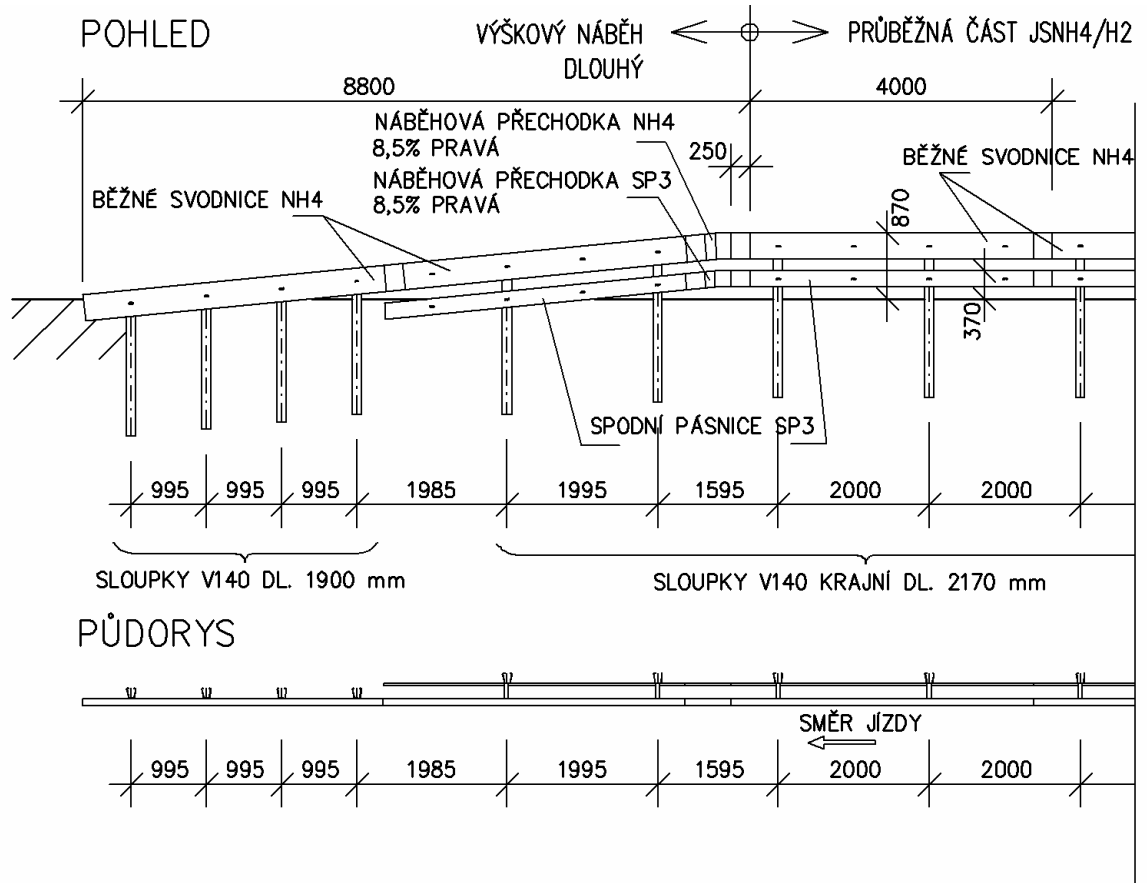 POHLED
VÝŠKOVÝ NÁBĚH
DLOUHÝ
PRŮBĚŽNÁ ČÁST JSNH4/H2
8800
4000
NÁBĚHOVÁ PŘECHODKA NH4
8,5% PRAVÁ
250
BĚŽNÉ SVODNICE NH4
NÁBĚHOVÁ PŘECHODKA SP3
8,5% PRAVÁ
BĚŽNÉ SVODNICE NH4
870
370
SPODNÍ PÁSNICE SP3
995 995 995 1985 1995 1595 2000 2000
SLOUPKY V140 DL. 1900 mm
SLOUPKY V140 KRAJNÍ DL. 2170 mm
PŮDORYS
SMĚR JÍZDY
995 995 995 1985 1995 1595 2000 2000